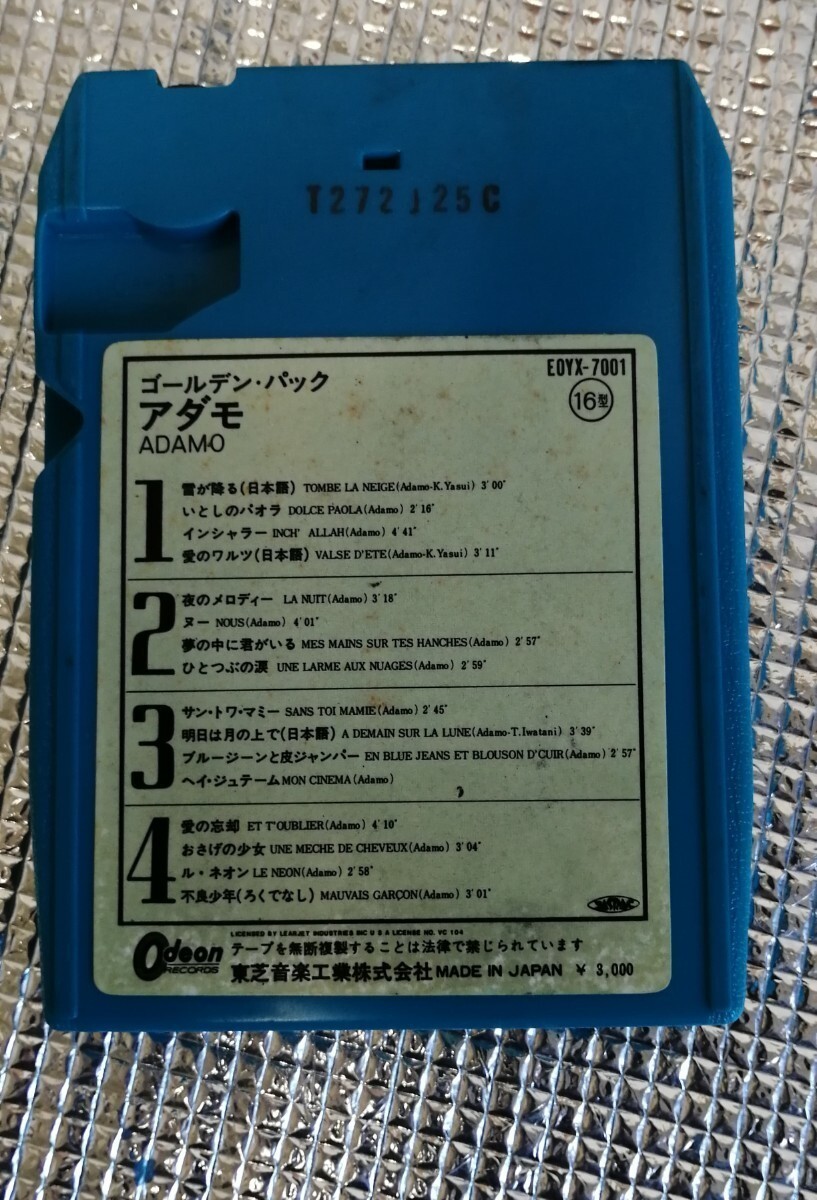 T272125C
EOYX-7001
ゴールデン・パック
アダモ
16型
ADAMO
1
雪が降る(日本語) TOMBE LA NEIGE(Adamo-K.Yasui) 3'00"
いとしのパオラ DOLCE PAOLA(Adamo) 2'16"
インシャラー INCH' ALLAH(Adamo) 4'41"
愛のワルツ(日本語) VALSE D'ETE(Adamo-K.Yasui) 3'11"
2
夜のメロディー LA NUIT(Adamo) 3'18"
ヌー NOUS(Adamo) 4'01"
夢の中に君がいる MES MAINS SUR TES HANCHES(Adamo) 2'57"
ひとつぶの涙 UNE LARME AUX NUAGES(Adamo) 2'59"
3
サン・トワ・マミー SANS TOI MAMIE(Adamo) 2'45"
明日は月の上で(日本語) A DEMAIN SUR LA LUNE(Adamo-T.Iwatani) 3'39"
ブルージーンと皮ジャンパー EN BLUE JEANS ET BLOUSON D'CUIR(Adamo) 2'57"
ヘイ・ジュテーム MON CINEMA(Adamo)
4
愛の忘却 ET T'OUBLIER(Adamo) 4'10"
おさげの少女 UNE MECHE DE CHEVEUX(Adamo) 3'04"
ル・ネオン LE NEON(Adamo) 2'58"
不良少年(ろくでなし) MAUVAIS GARÇON(Adamo) 3'01"
JASRAC
LICENSED BY LEARJET INDUSTRIES INC U S A LICENSE NO. VC 104
Odeon RECORDS
テープを無断複製することは法律で禁じられています
東芝音楽工業株式会社 MADE IN JAPAN ¥ 3,000